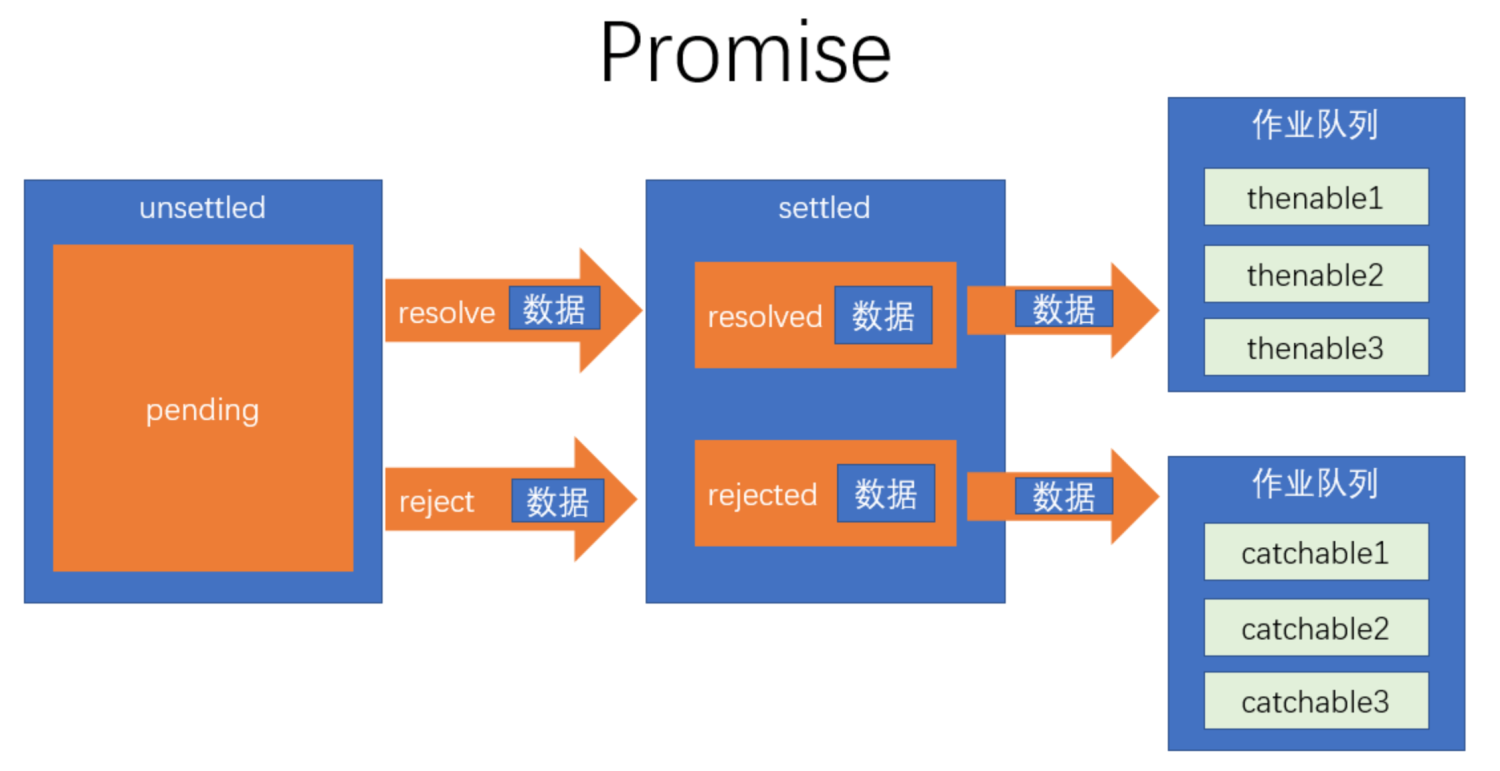 Promise
unsettled
pending
resolve 数据
reject 数据
settled
resolved 数据
rejected 数据
数据
数据
作业队列
thenable1
thenable2
thenable3
作业队列
catchable1
catchable2
catchable3